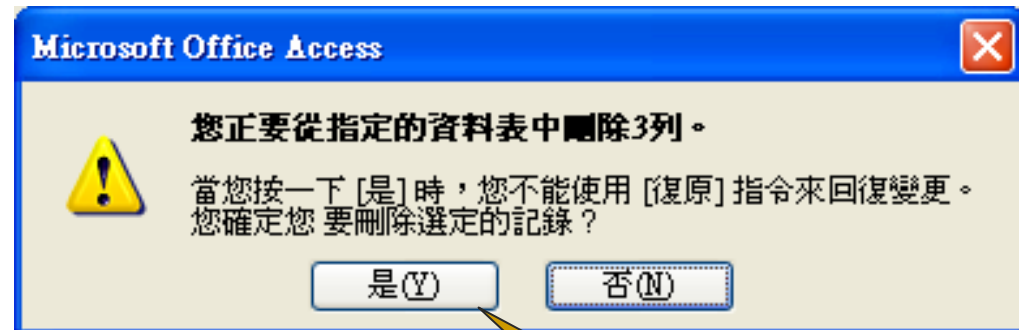 Microsoft Office Access
您正要從指定的資料表中刪除3列。
當您按一下 [是] 時，您不能使用 [復原] 指令來回復變更。
您確定您 要刪除選定的記錄？
是(Y)
否(N)